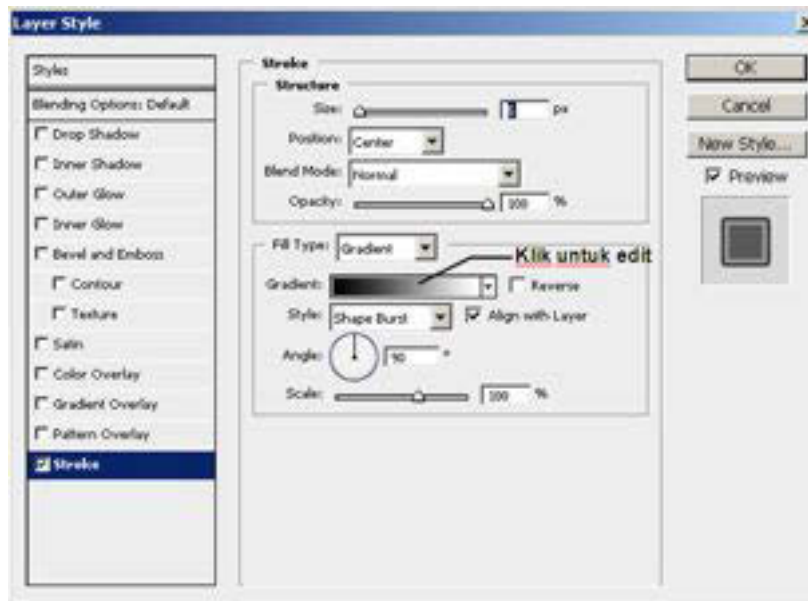 Layer Style
Styles
Blending Options: Default
Drop Shadow
Inner Shadow
Outer Glow
Inner Glow
Bevel and Emboss
Contour
Texture
Satin
Color Overlay
Gradient Overlay
Pattern Overlay
Stroke
Stroke
Structure
Size: px
Position: Center
Blend Mode: Normal
Opacity: 100 %
Fill Type: Gradient
Klik untuk edit
Gradient: Reverse
Style: Shape Burst Align with Layer
Angle: 90 °
Scale: 100 %
OK
Cancel
New Style...
Preview